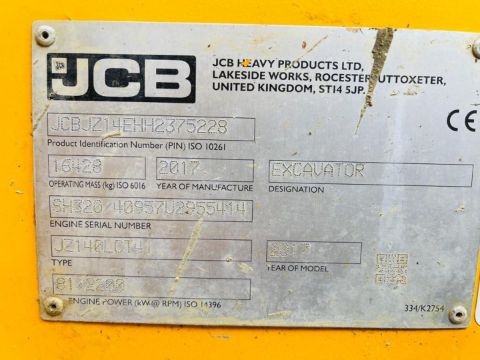 JCB
JCB HEAVY PRODUCTS LTD,
LAKESIDE WORKS, ROCESTER, UTTOXETER,
UNITED KINGDOM, ST14 5JP.
CE
JCBJZ14EHH2375228
Product Identification Number (PIN) ISO 10261
16428 2017 EXCAVATOR
OPERATING MASS (kg) ISO 6016 YEAR OF MANUFACTURE DESIGNATION
ENGINE SERIAL NUMBER
TYPE YEAR OF MODEL
ENGINE POWER (kW @ RPM) ISO 14396 334/K2754